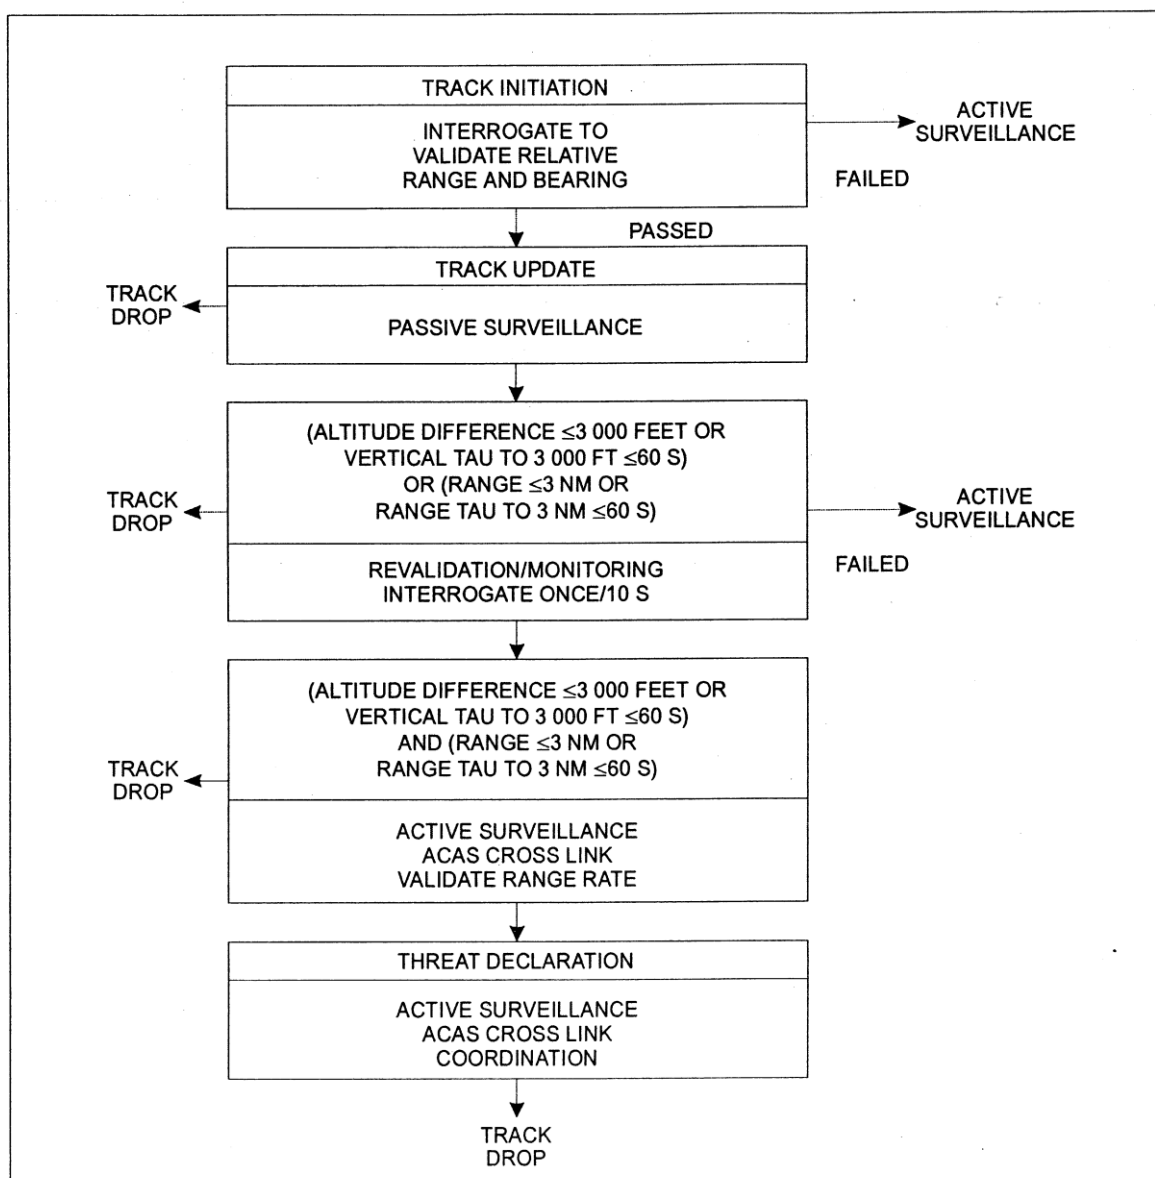 TRACK INITIATION
INTERROGATE TO
VALIDATE RELATIVE
RANGE AND BEARING
ACTIVE
SURVEILLANCE
FAILED
PASSED
TRACK UPDATE
PASSIVE SURVEILLANCE
TRACK
DROP
(ALTITUDE DIFFERENCE ≤3 000 FEET OR
VERTICAL TAU TO 3 000 FT ≤60 S)
OR (RANGE ≤3 NM OR
RANGE TAU TO 3 NM ≤60 S)
TRACK
DROP
ACTIVE
SURVEILLANCE
FAILED
REVALIDATION/MONITORING
INTERROGATE ONCE/10 S
(ALTITUDE DIFFERENCE ≤3 000 FEET OR
VERTICAL TAU TO 3 000 FT ≤60 S)
AND (RANGE ≤3 NM OR
RANGE TAU TO 3 NM ≤60 S)
TRACK
DROP
ACTIVE SURVEILLANCE
ACAS CROSS LINK
VALIDATE RANGE RATE
THREAT DECLARATION
ACTIVE SURVEILLANCE
ACAS CROSS LINK
COORDINATION
TRACK
DROP